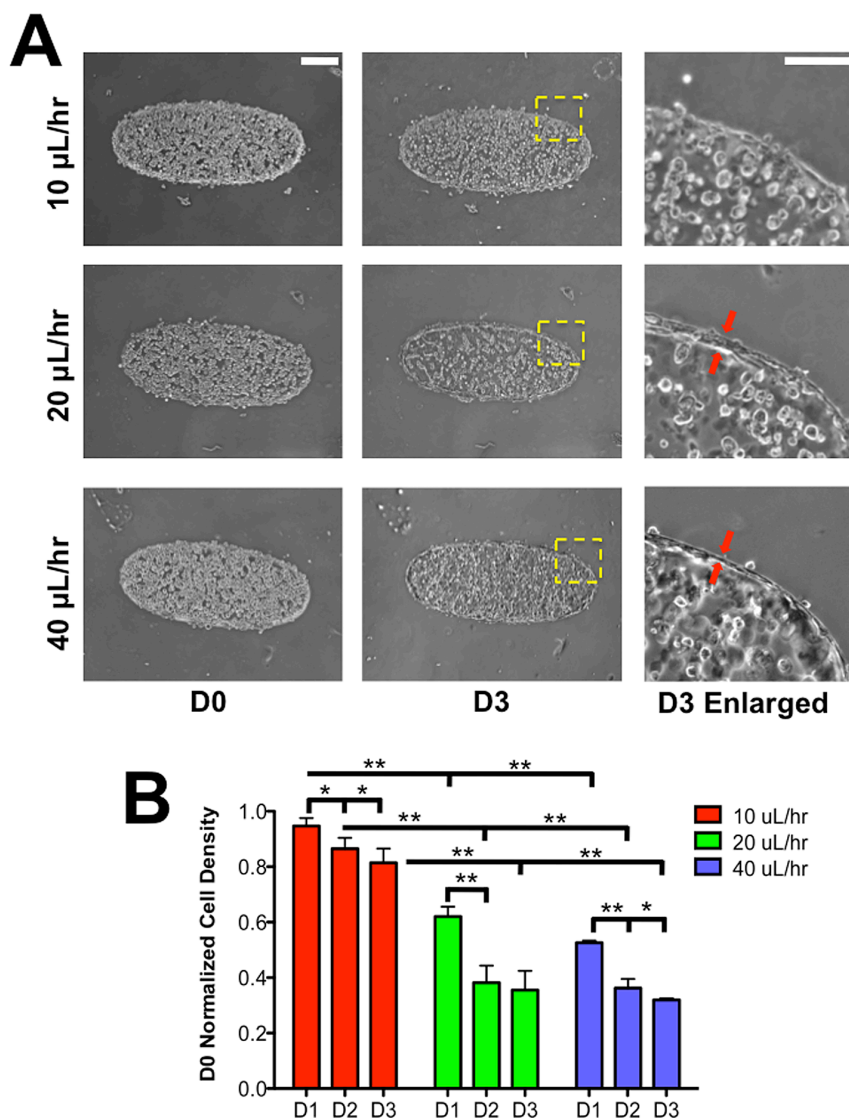 A
10 µL/hr
20 µL/hr
40 µL/hr
D0
D3
D3 Enlarged
B
** **
* *
** **
** **
**
** *
10 uL/hr
20 uL/hr
40 uL/hr
D0 Normalized Cell Density
1.0
0.8
0.6
0.4
0.2
0.0
D1 D2 D3 D1 D2 D3 D1 D2 D3